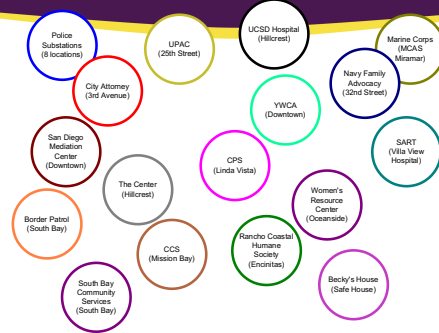 Police
Substations
(8 locations)
UPAC
(25th Street)
UCSD Hospital
(Hillcrest)
Marine Corps
(MCAS
Miramar)
City Attorney
(3rd Avenue)
Navy Family
Advocacy
(32nd Street)
YWCA
(Downtown)
San Diego
Mediation
Center
(Downtown)
CPS
(Linda Vista)
SART
(Villa View
Hospital)
The Center
(Hillcrest)
Women's
Resource
Center
(Oceanside)
Border Patrol
(South Bay)
CCS
(Mission Bay)
Rancho Coastal
Humane
Society
(Encinitas)
South Bay
Community
Services
(South Bay)
Becky's House
(Safe House)